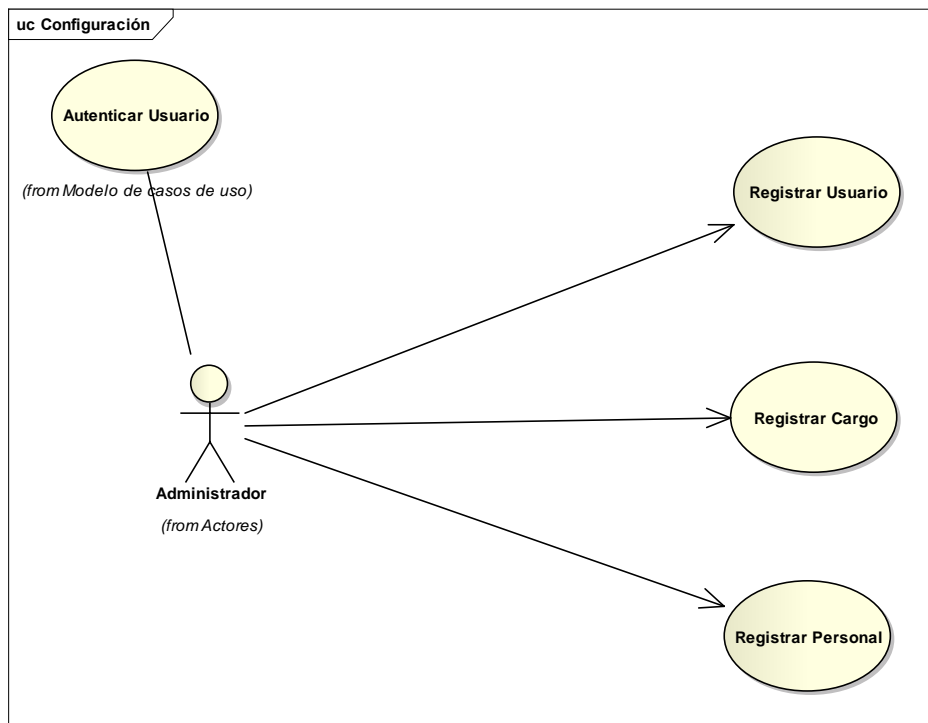 uc Configuración
Autenticar Usuario
(from Modelo de casos de uso)
Registrar Usuario
Registrar Cargo
Administrador
(from Actores)
Registrar Personal